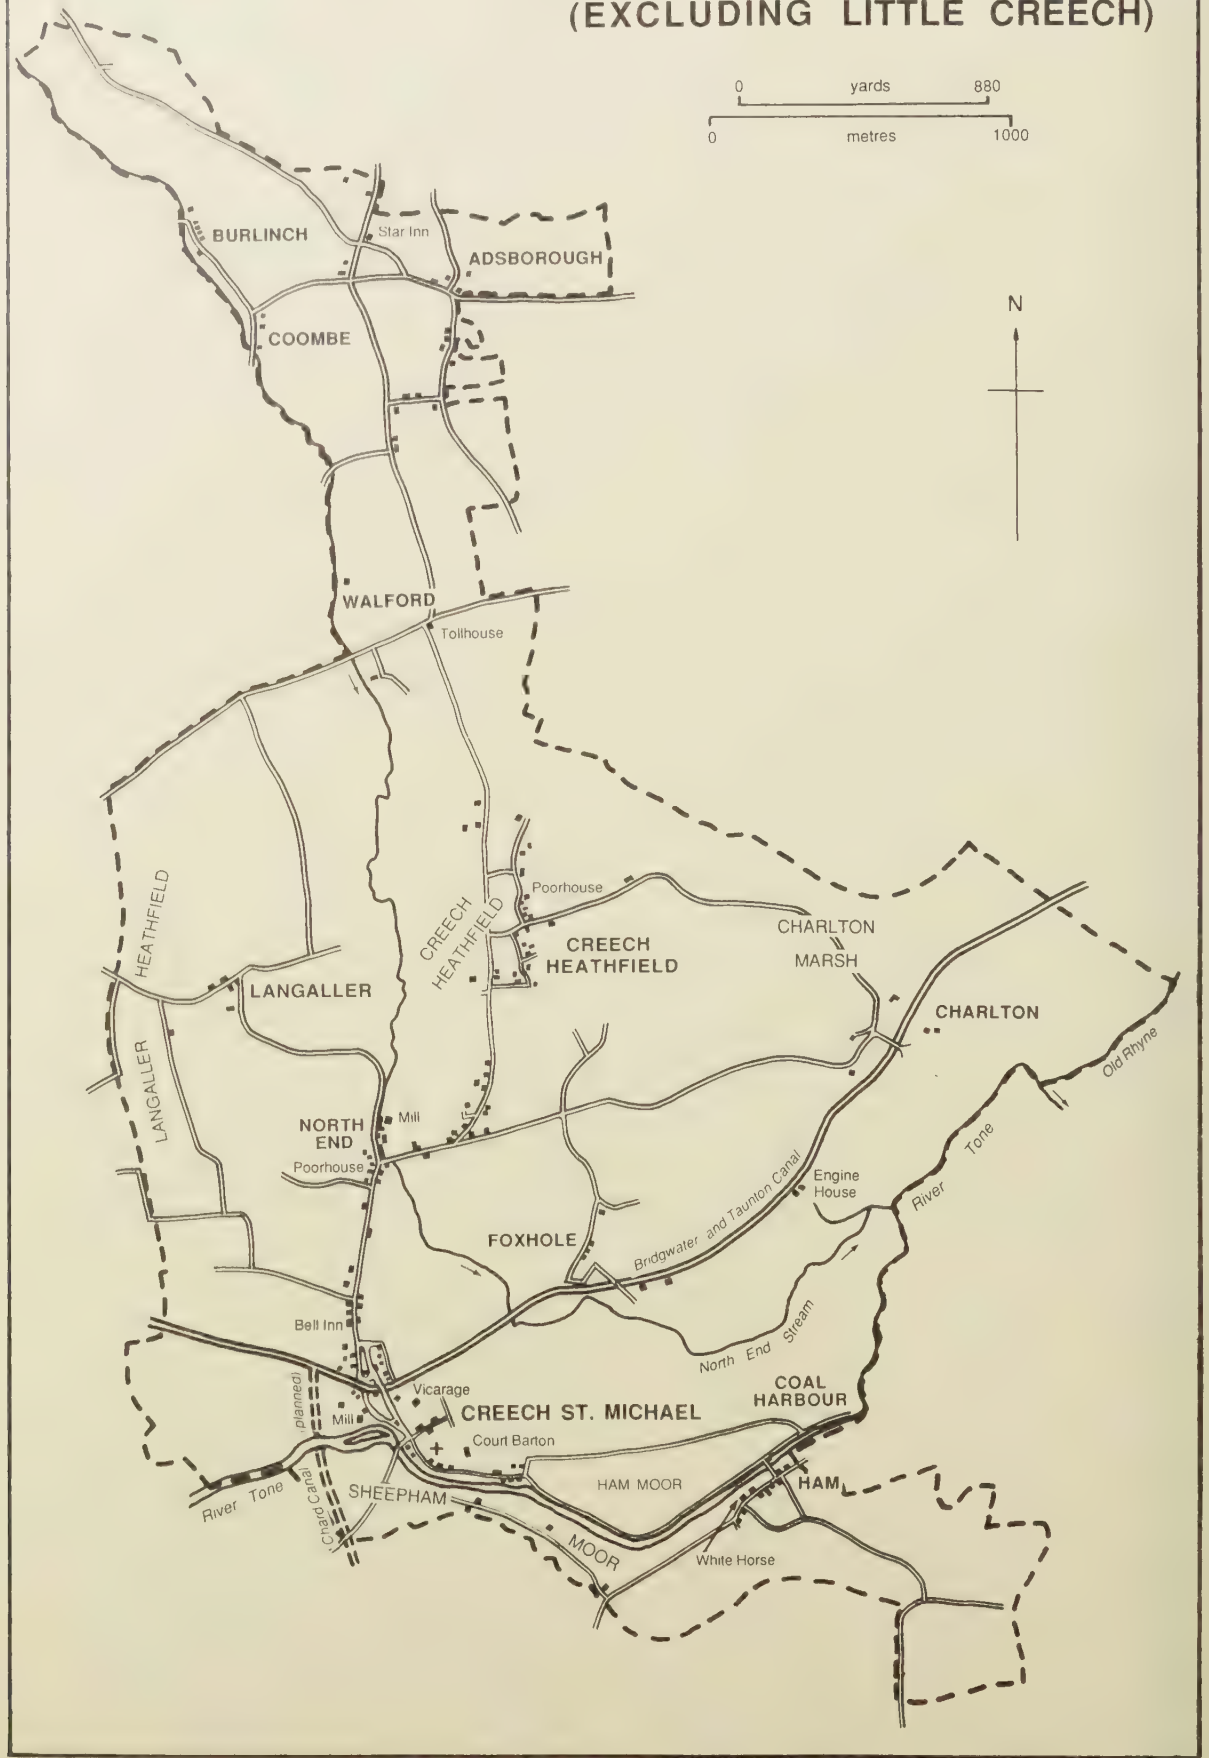 (EXCLUDING LITTLE CREECH)
0 yards 880
0 metres 1000
BURLINCH
Star Inn
ADSBOROUGH
N
COOMBE
WALFORD
Tollhouse
HEATHFIELD
CREECH
HEATHFIELD
Poorhouse
CREECH
HEATHFIELD
CHARLTON
MARSH
LANGALLER
CHARLTON
LANGALLER
Old Rhyne
NORTH
END
Mill
Poorhouse
Tone
River
Engine
House
Bridgwater and Taunton Canal
FOXHOLE
Bell Inn
North End Stream
(planned)
Chard Canal
Vicarage
Mill
CREECH ST. MICHAEL
Court Barton
COAL
HARBOUR
River Tone
SHEEPHAM
MOOR
HAM MOOR
HAM
White Horse